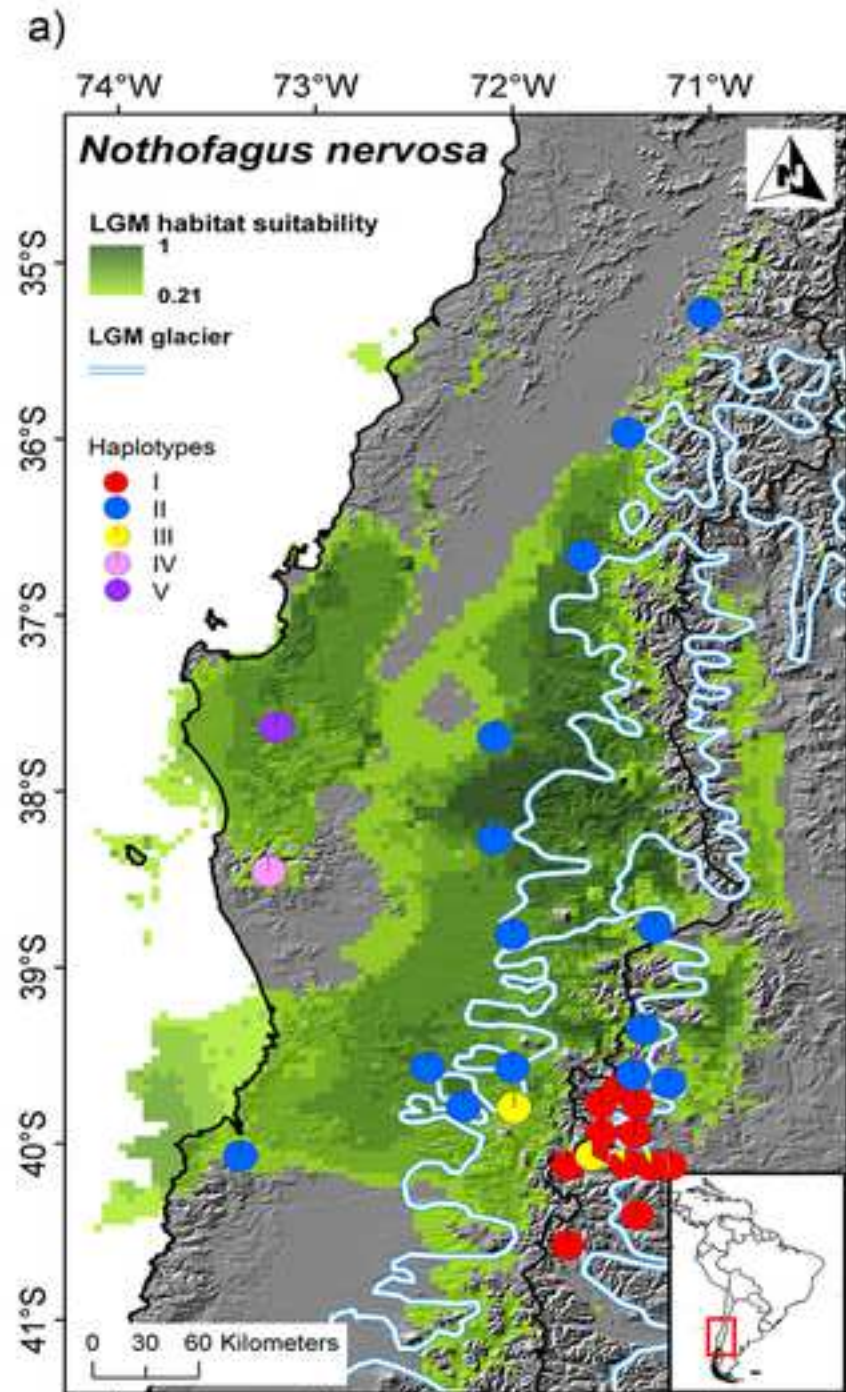 a)
74°W 73°W 72°W 71°W
Nothofagus nervosa
N
LGM habitat suitability
1
0.21
LGM glacier
Haplotypes
I
II
III
IV
V
35°S
36°S
37°S
38°S
39°S
40°S
41°S
0 30 60 Kilometers